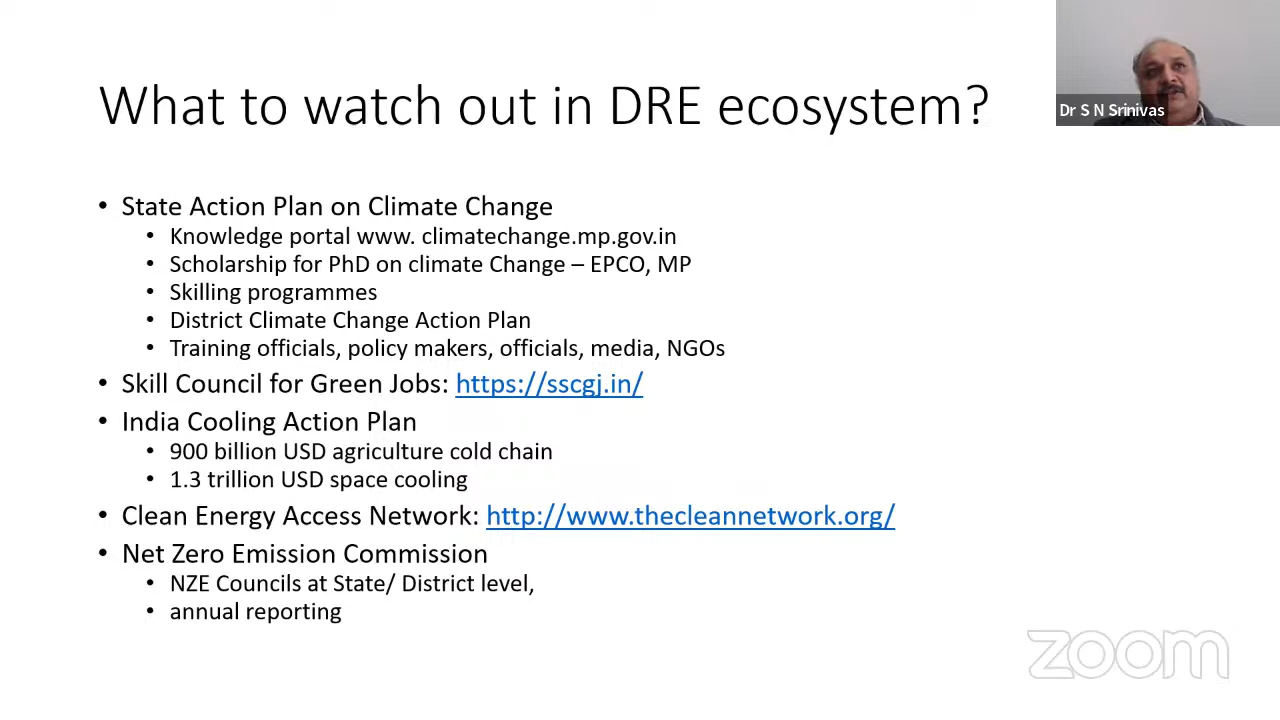 What to watch out in DRE ecosystem?
Dr S N Srinivas
• State Action Plan on Climate Change
• Knowledge portal www. climatechange.mp.gov.in
• Scholarship for PhD on climate Change – EPCO, MP
• Skilling programmes
• District Climate Change Action Plan
• Training officials, policy makers, officials, media, NGOs
• Skill Council for Green Jobs: https://sscgj.in/
• India Cooling Action Plan
• 900 billion USD agriculture cold chain
• 1.3 trillion USD space cooling
• Clean Energy Access Network: http://www.thecleannetwork.org/
• Net Zero Emission Commission
• NZE Councils at State/ District level,
• annual reporting
zoom